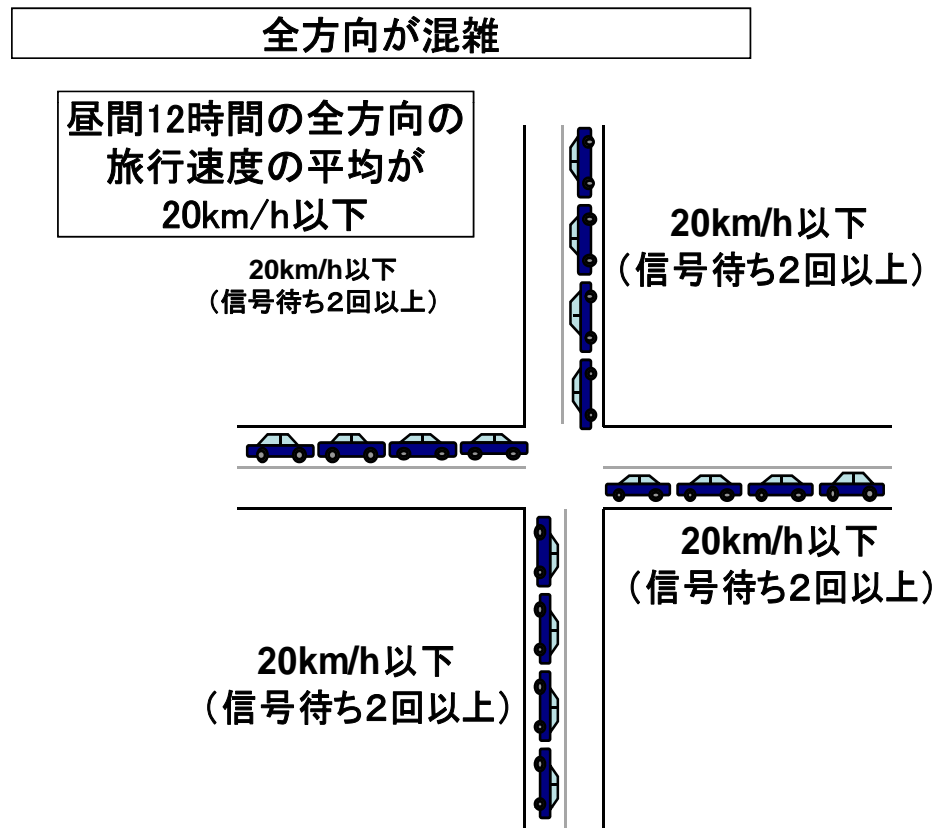 全方向が混雑
昼間12時間の全方向の
旅行速度の平均が
20km/h以下
20km/h以下
（信号待ち２回以上）
20km/h以下
（信号待ち２回以上）
20km/h以下
（信号待ち２回以上）
20km/h以下
（信号待ち２回以上）